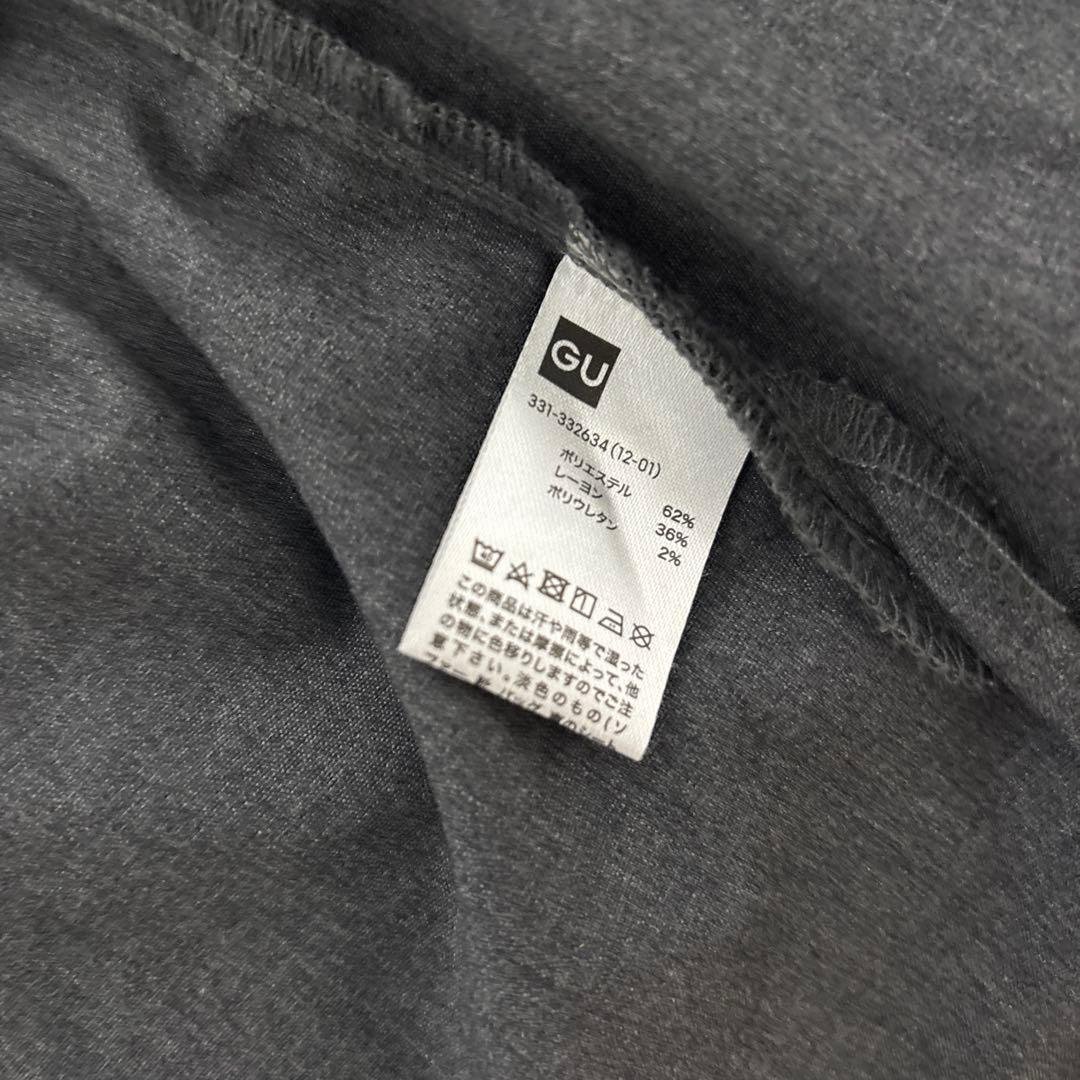 GU
331-332634(12-01)
ポリエステル 62%
レーヨン 36%
ポリウレタン 2%
この商品は汗や雨等で湿った
状態、または摩擦によって、他
の物に色移りしますのでご注
意下さい。淡色のもの(ソ
バッグ